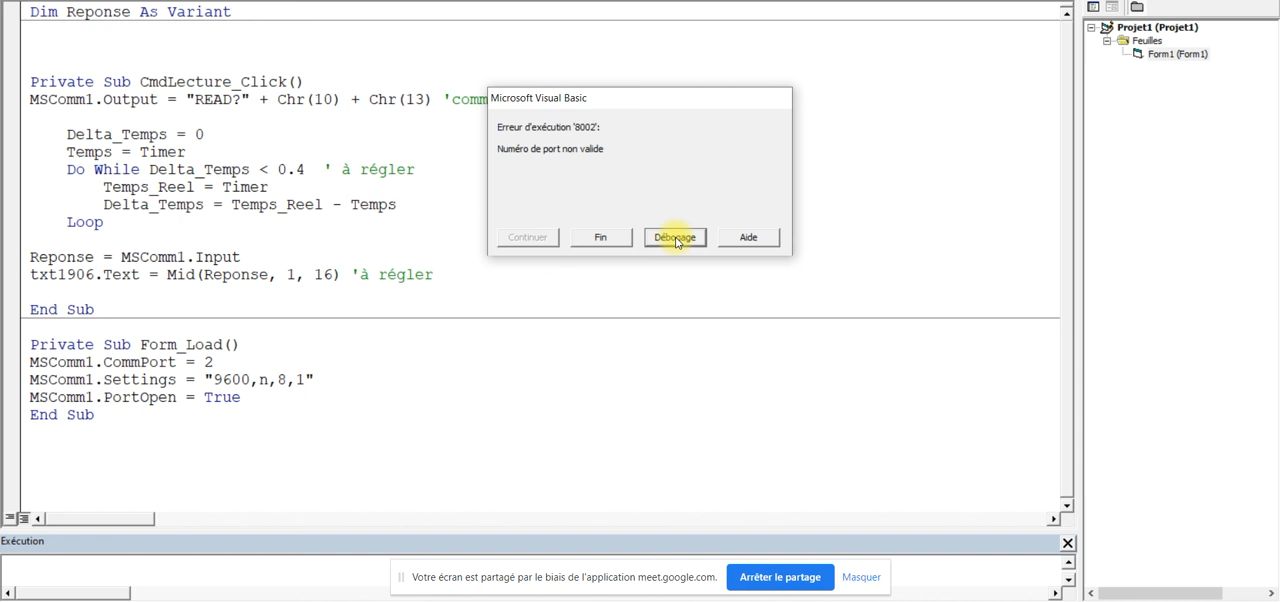 Dim Reponse As Variant
Private Sub CmdLecture_Click()
MSComm1.Output = "READ?" + Chr(10) + Chr(13) 'comm
Delta_Temps = 0
Temps = Timer
Do While Delta_Temps < 0.4 ' à régler
Temps_Reel = Timer
Delta_Temps = Temps_Reel - Temps
Loop
Reponse = MSComm1.Input
txt1906.Text = Mid(Reponse, 1, 16) 'à régler
End Sub
Private Sub Form_Load()
MSComm1.CommPort = 2
MSComm1.Settings = "9600,n,8,1"
MSComm1.PortOpen = True
End Sub
Microsoft Visual Basic
Erreur d'exécution '8002':
Numéro de port non valide
Continuer Fin Débogage Aide
Projet1 (Projet1)
Feuilles
Form1 (Form1)
Exécution
Votre écran est partagé par le biais de l'application meet.google.com. Arrêter le partage Masquer